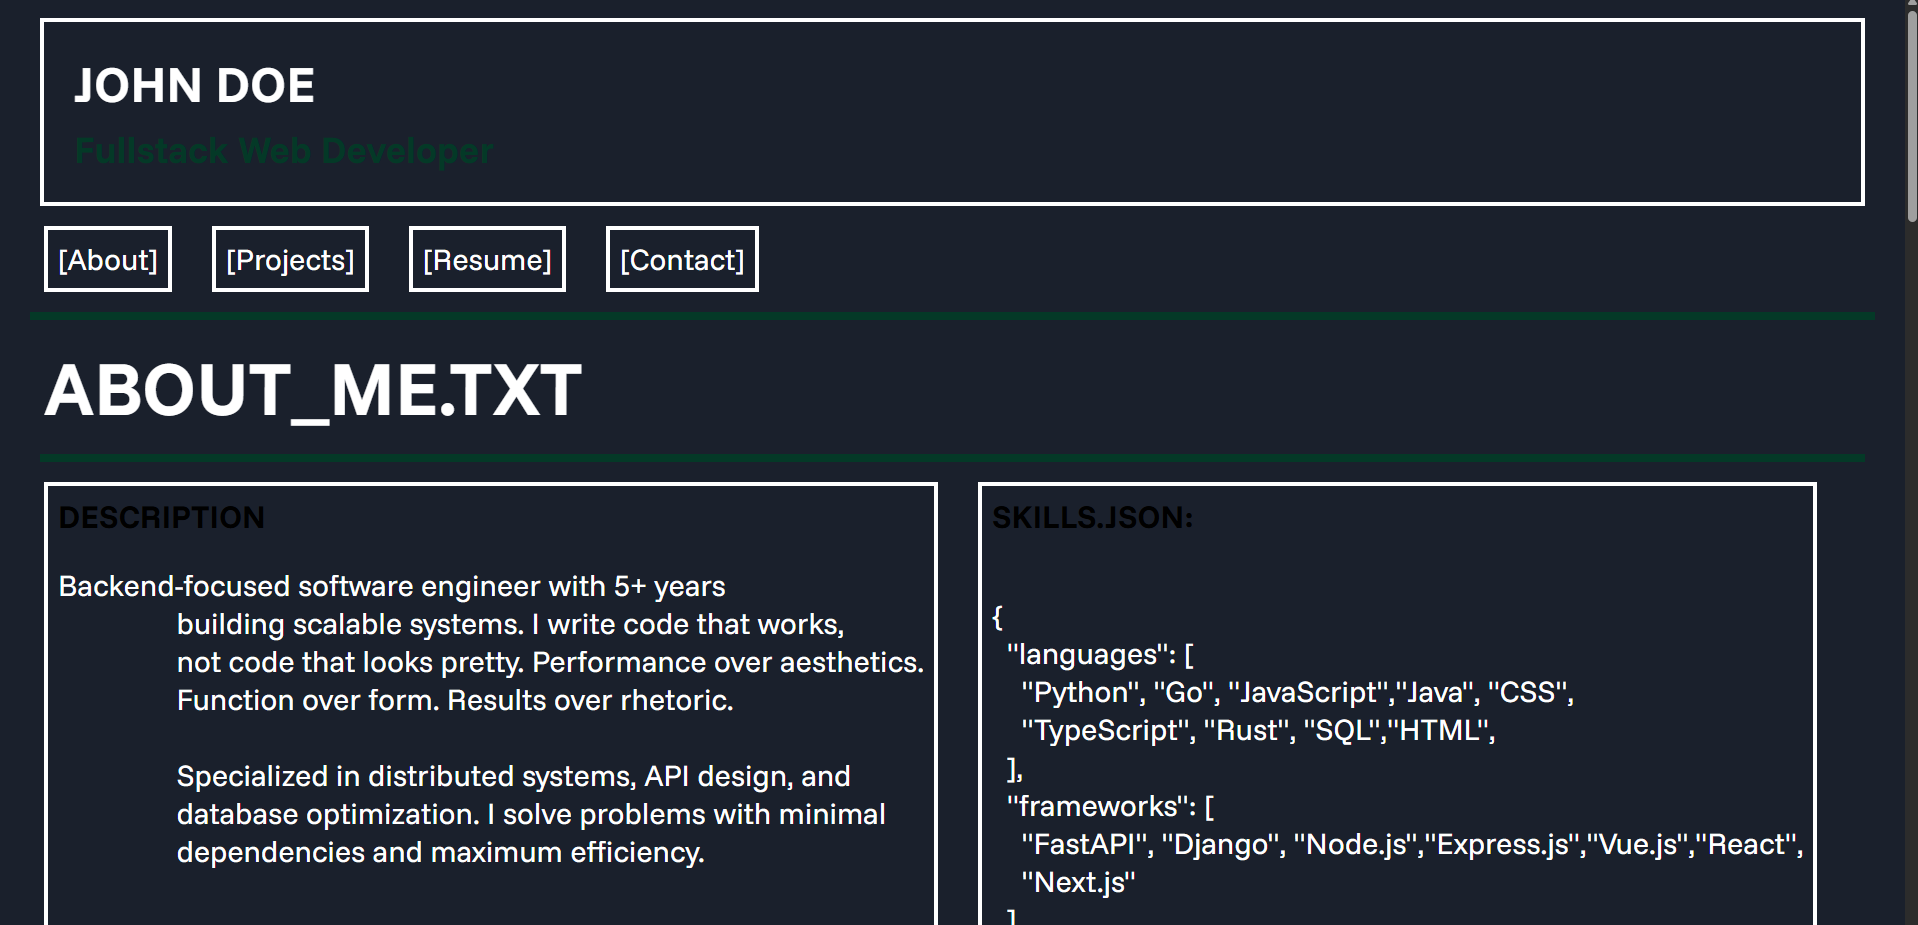 JOHN DOE
Fullstack Web Developer
[About] [Projects] [Resume] [Contact]
ABOUT_ME.TXT
DESCRIPTION
Backend-focused software engineer with 5+ years
building scalable systems. I write code that works,
not code that looks pretty. Performance over aesthetics.
Function over form. Results over rhetoric.
Specialized in distributed systems, API design, and
database optimization. I solve problems with minimal
dependencies and maximum efficiency.
SKILLS.JSON:
{
"languages": [
"Python", "Go", "JavaScript","Java", "CSS",
"TypeScript", "Rust", "SQL","HTML",
],
"frameworks": [
"FastAPI", "Django", "Node.js","Express.js","Vue.js","React",
"Next.js"
]